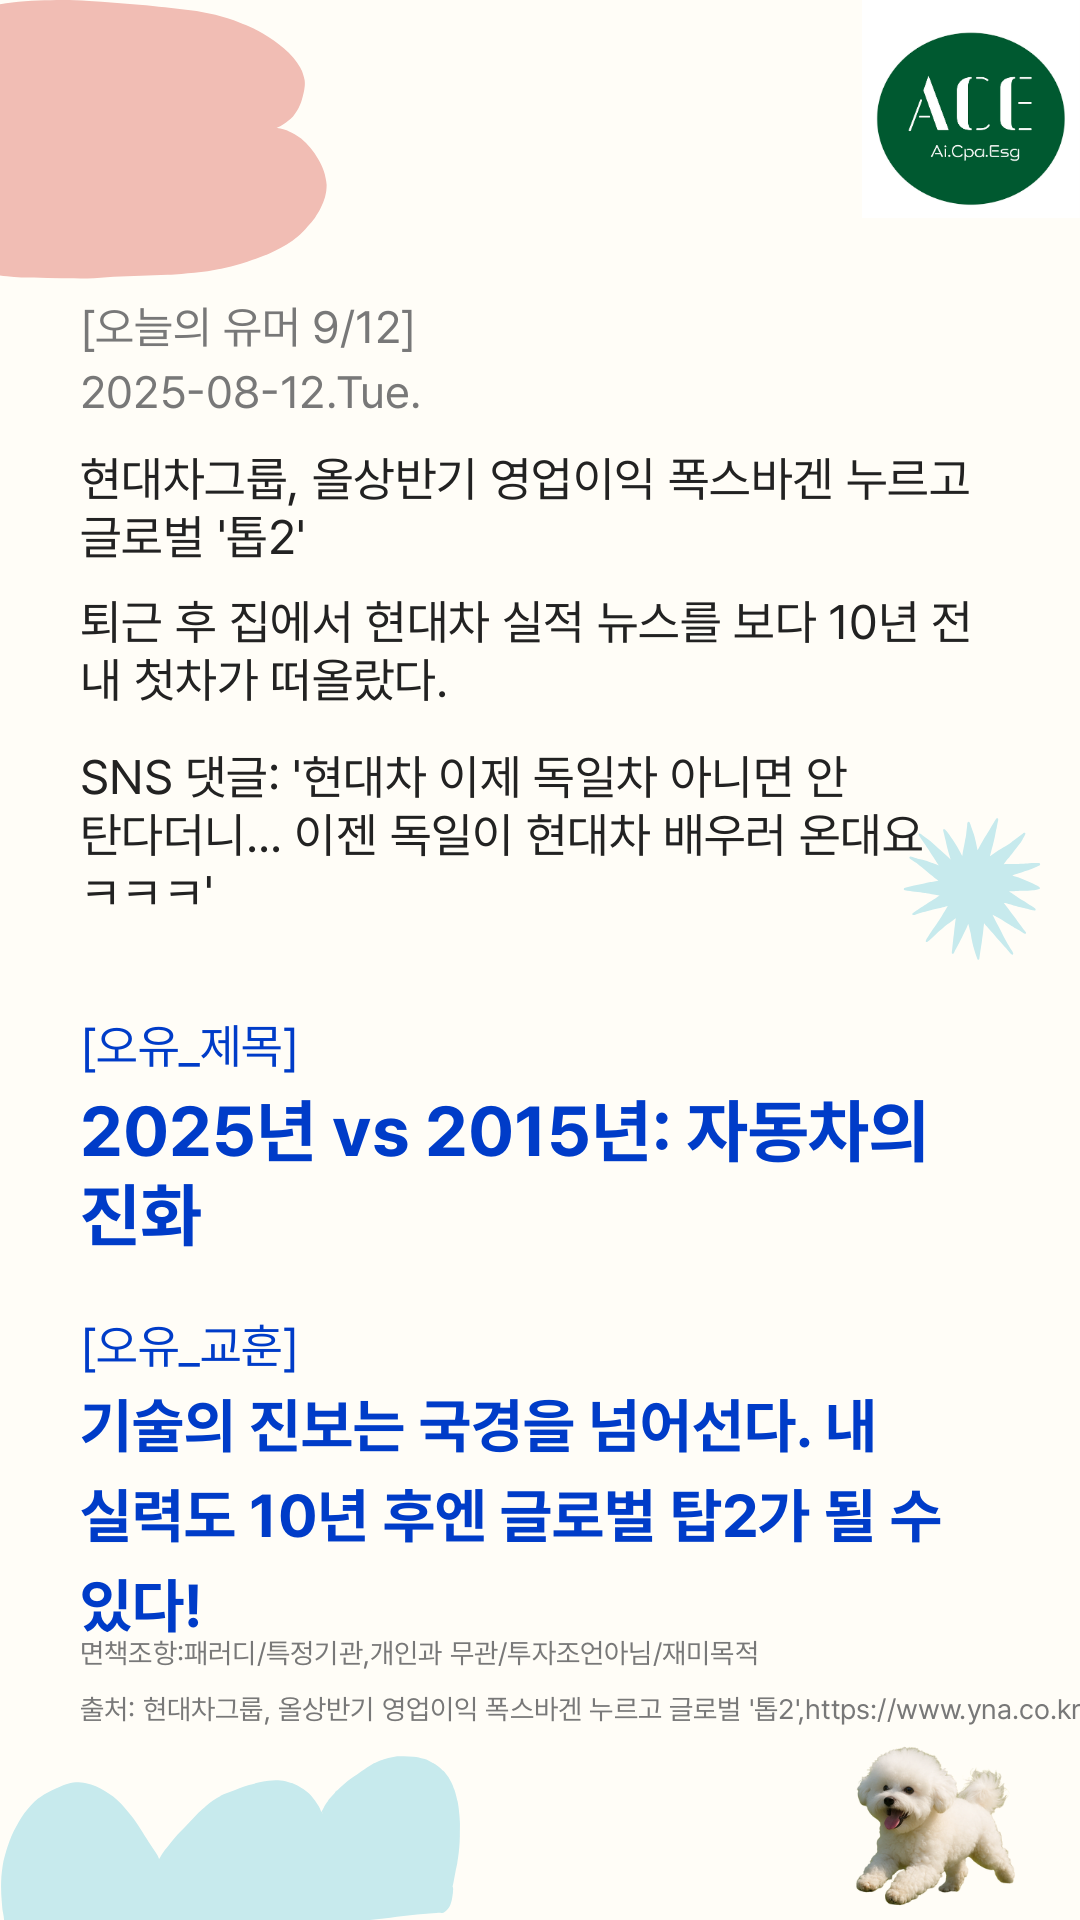 ACE
Ai.Cpa.Esg
[오늘의 유머 9/12]
2025-08-12.Tue.
현대차그룹, 올상반기 영업이익 폭스바겐 누르고
글로벌 '톱2'
퇴근 후 집에서 현대차 실적 뉴스를 보다 10년 전
내 첫차가 떠올랐다.
SNS 댓글: '현대차 이제 독일차 아니면 안
탄다더니... 이젠 독일이 현대차 배우러 온대요
ㅋㅋㅋ'
[오유_제목]
2025년 vs 2015년: 자동차의
진화
[오유_교훈]
기술의 진보는 국경을 넘어선다. 내
실력도 10년 후엔 글로벌 탑2가 될 수
있다!
면책조항:패러디/특정기관,개인과 무관/투자조언아님/재미목적
출처: 현대차그룹, 올상반기 영업이익 폭스바겐 누르고 글로벌 '톱2',https://www.yna.co.kr